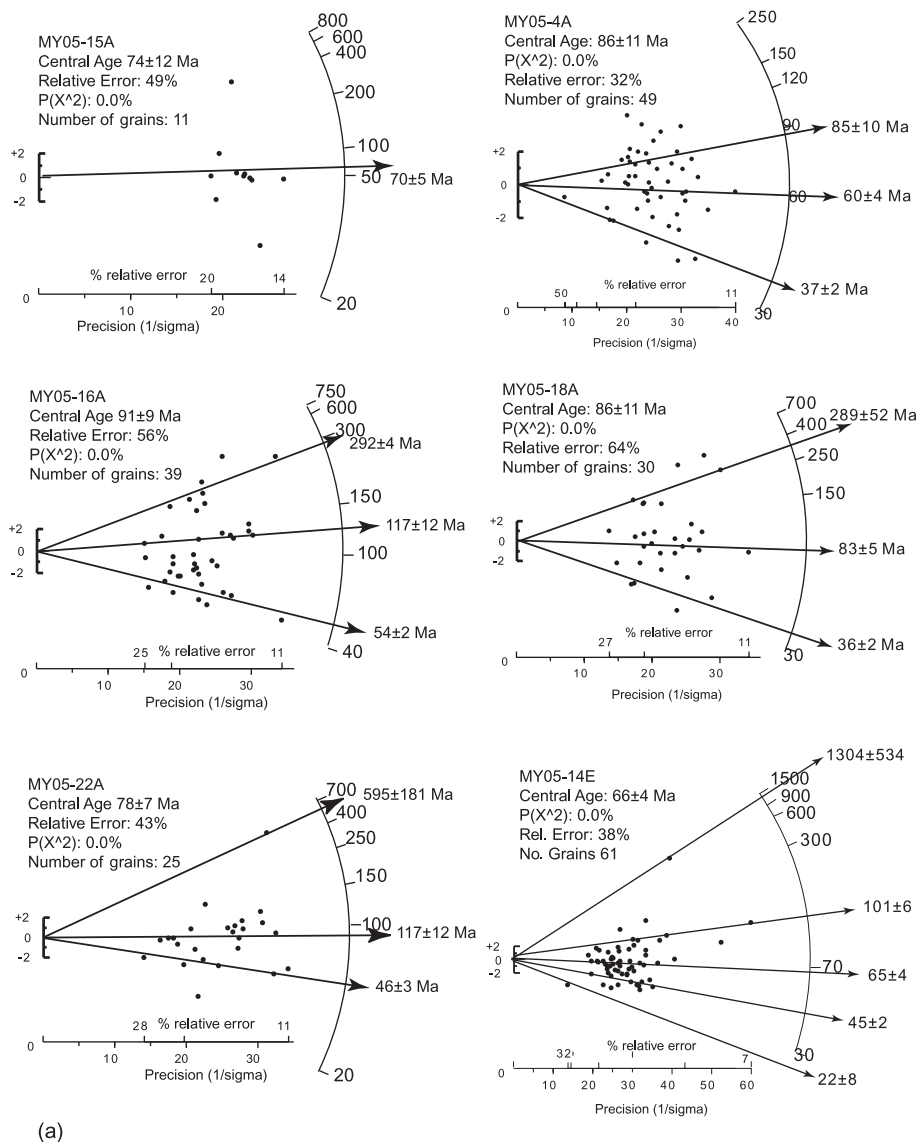 MY05-15A
Central Age 74±12 Ma
Relative Error: 49%
P(X^2): 0.0%
Number of grains: 11
800
600
400
200
100
50
20
70±5 Ma
+2
0
-2
% relative error
20
14
0
20
Precision (1/sigma)
MY05-4A
Central Age: 86±11 Ma
P(X^2): 0.0%
Relative Error: 32%
Number of grains: 49
250
150
120
90
60
30
85±10 Ma
60±4 Ma
37±2 Ma
+2
0
-2
% relative error
50
11
0
10
20
30
40
Precision (1/sigma)
MY05-16A
Central Age 91±9 Ma
Relative Error: 56%
P(X^2): 0.0%
Number of grains: 39
750
600
300
150
100
40
292±4 Ma
117±12 Ma
54±2 Ma
+2
0
-2
25
% relative error
11
0
10
20
30
Precision (1/sigma)
MY05-18A
Central Age: 86±11 Ma
P(X^2): 0.0%
Relative error: 64%
Number of grains: 30
700
400
250
150
30
289±52 Ma
83±5 Ma
36±2 Ma
+2
0
-2
27
% relative error
11
0
10
20
30
Precision (1/sigma)
MY05-22A
Central Age 78±7 Ma
Relative Error: 43%
P(X^2): 0.0%
Number of grains: 25
700
400
250
150
100
20
595±181 Ma
117±12 Ma
46±3 Ma
+2
0
-2
28
% relative error
11
0
10
20
30
Precision (1/sigma)
MY05-14E
Central Age: 66±4 Ma
P(X^2): 0.0%
Rel. Error: 38%
No. Grains 61
1500
900
600
300
70
30
1304±534
101±6
65±4
45±2
22±8
+2
0
-2
% relative error
32
7
0
10
20
30
40
50
60
Precision (1/sigma)
(a)